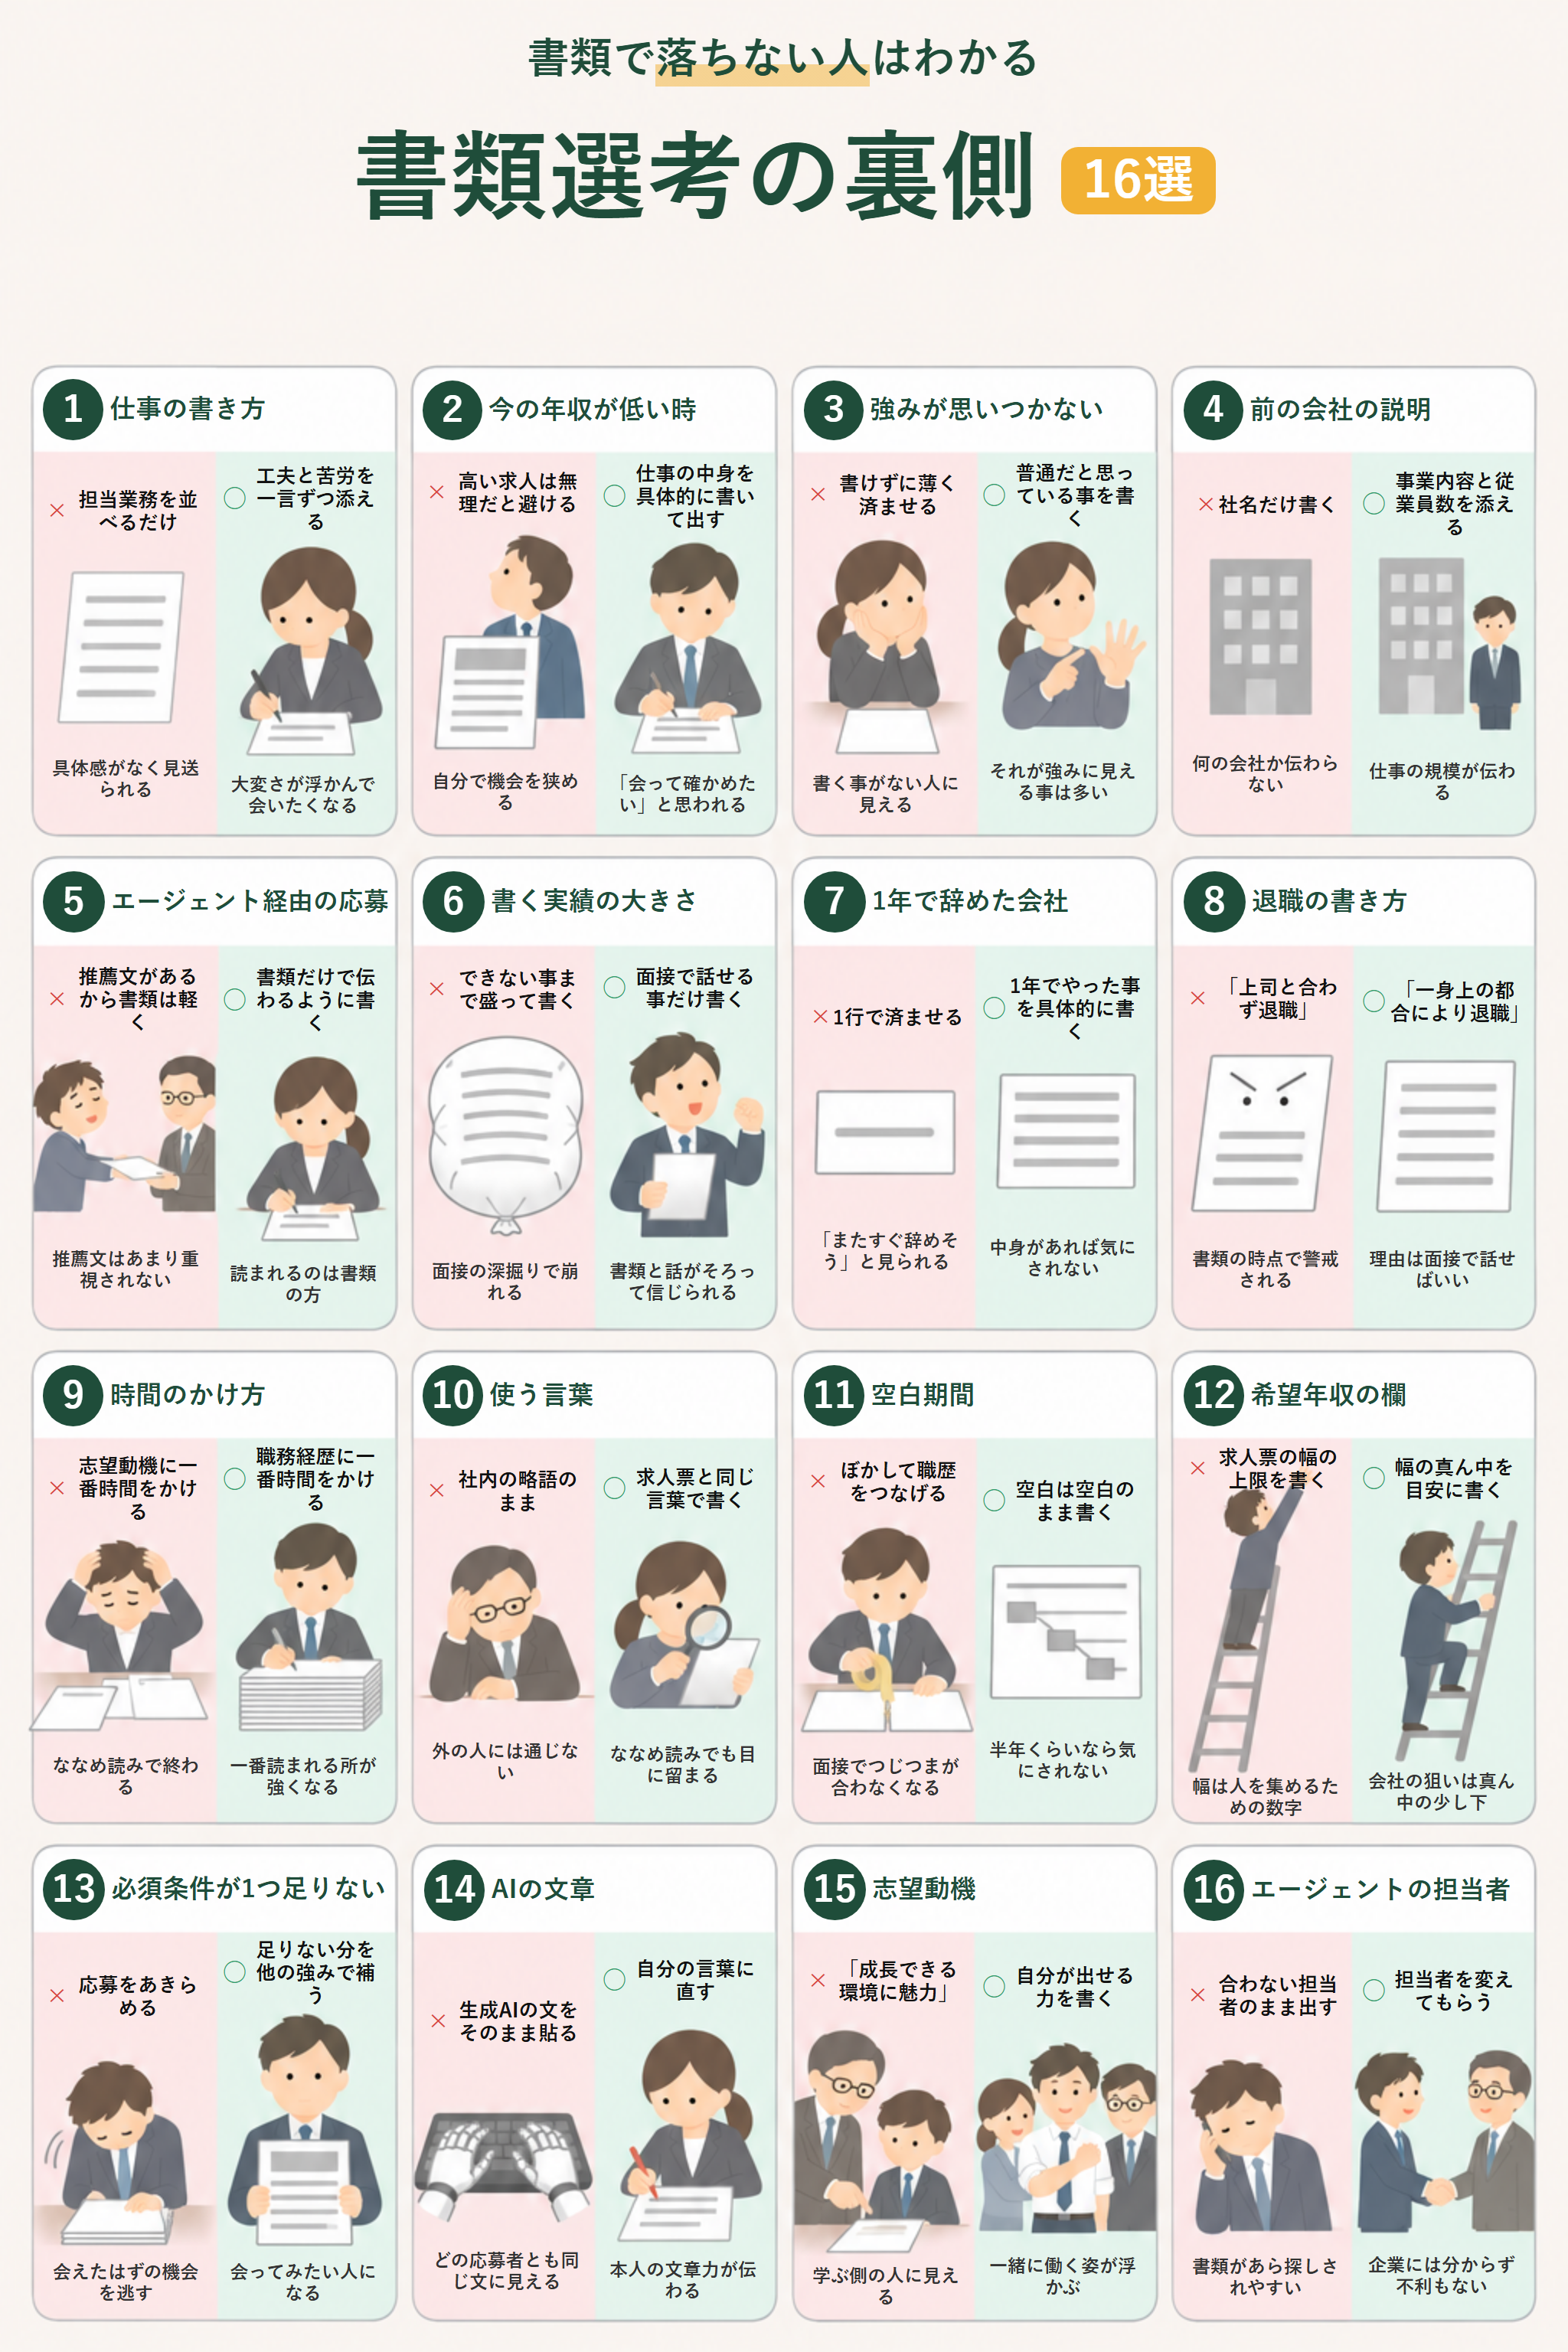 書類で落ちない人はわかる
書類選考の裏側 16選
1 仕事の書き方
× 担当業務を並
べるだけ
具体感がなく見送
られる
○ 工夫と苦労を
一言ずつ添え
る
大変さが浮かんで
会いたくなる
2 今の年収が低い時
× 高い求人は無
理だと避ける
自分で機会を狭め
る
○ 仕事の中身を
具体的に書い
て出す
「会って確かめた
い」と思われる
3 強みが思いつかない
× 書けずに薄く
済ませる
書く事がない人に
見える
○ 普通だと思っ
ている事を書
く
それが強みに見え
る事は多い
4 前の会社の説明
× 社名だけ書く
何の会社か伝わら
ない
○ 事業内容と従
業員数を添え
る
仕事の規模が伝わ
る
5 エージェント経由の応募
× 推薦文がある
から書類は軽
く
推薦文はあまり重
視されない
○ 書類だけで伝
わるように書
く
読まれるのは書類
の方
6 書く実績の大きさ
× できない事ま
で盛って書く
面接の深掘りで崩
れる
○ 面接で話せる
事だけ書く
書類と話がそろっ
て信じられる
7 1年で辞めた会社
× 1行で済ませる
「またすぐ辞めそ
う」と見られる
○ 1年でやった事
を具体的に書
く
中身があれば気に
されない
8 退職の書き方
× 「上司と合わ
ず退職」
書類の時点で警戒
される
○ 「一身上の都
合により退職」
理由は面接で話せ
ばいい
9 時間のかけ方
× 志望動機に一
番時間をかけ
る
ななめ読みで終わ
る
○ 職務経歴に一
番時間をかけ
る
一番読まれる所が
強くなる
10 使う言葉
× 社内の略語の
まま
外の人には通じな
い
○ 求人票と同じ
言葉で書く
ななめ読みでも目
に留まる
11 空白期間
× ぼかして職歴
をつなげる
面接でつじつまが
合わなくなる
○ 空白は空白の
まま書く
半年くらいなら気
にされない
12 希望年収の欄
× 求人票の幅の
上限を書く
幅は人を集めるた
めの数字
○ 幅の真ん中を
目安に書く
会社の狙いは真ん
中の少し下
13 必須条件が1つ足りない
× 応募をあきら
める
会えたはずの機会
を逃す
○ 足りない分を
他の強みで補
う
会ってみたい人に
なる
14 AIの文章
× 生成AIの文を
そのまま貼る
どの応募者とも同
じ文に見える
○ 自分の言葉に
直す
本人の文章力が伝
わる
15 志望動機
× 「成長できる
環境に魅力」
学ぶ側の人に見え
る
○ 自分が出せる
力を書く
一緒に働く姿が浮
かぶ
16 エージェントの担当者
× 合わない担当
者のまま出す
書類があら探しさ
れやすい
○ 担当者を変え
てもらう
企業には分からず
不利もない